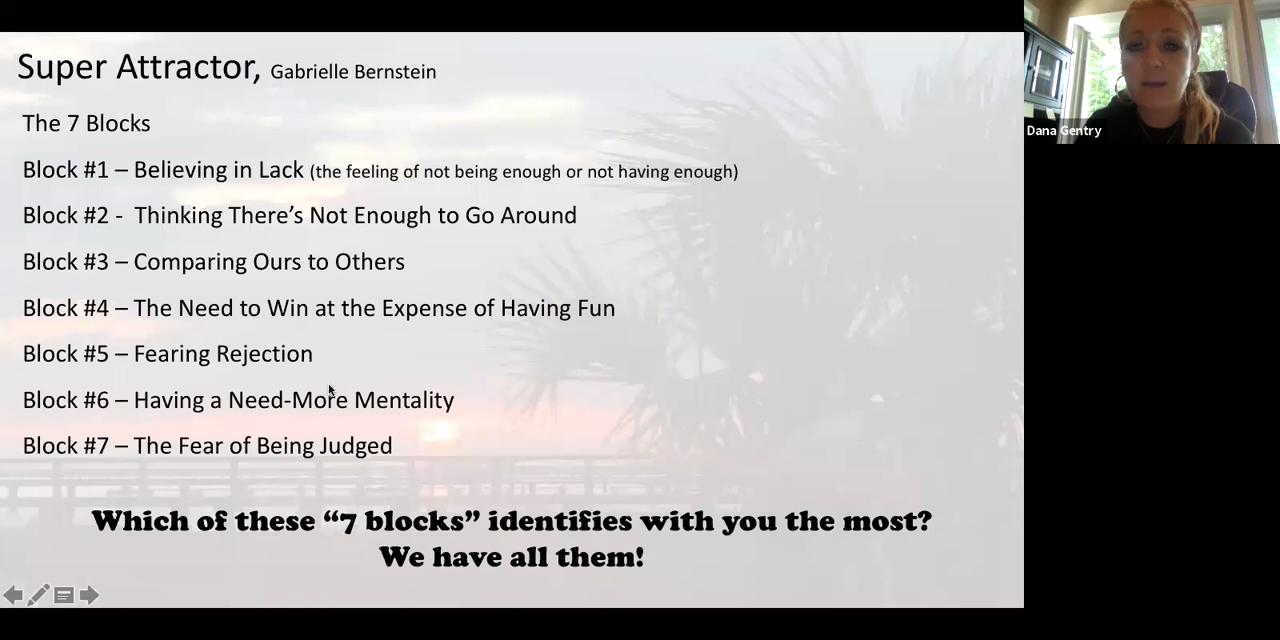 Super Attractor, Gabrielle Bernstein
The 7 Blocks
Block #1 – Believing in Lack (the feeling of not being enough or not having enough)
Block #2 - Thinking There’s Not Enough to Go Around
Block #3 – Comparing Ours to Others
Block #4 – The Need to Win at the Expense of Having Fun
Block #5 – Fearing Rejection
Block #6 – Having a Need-More Mentality
Block #7 – The Fear of Being Judged
Which of these “7 blocks” identifies with you the most?
We have all them!
Dana Gentry